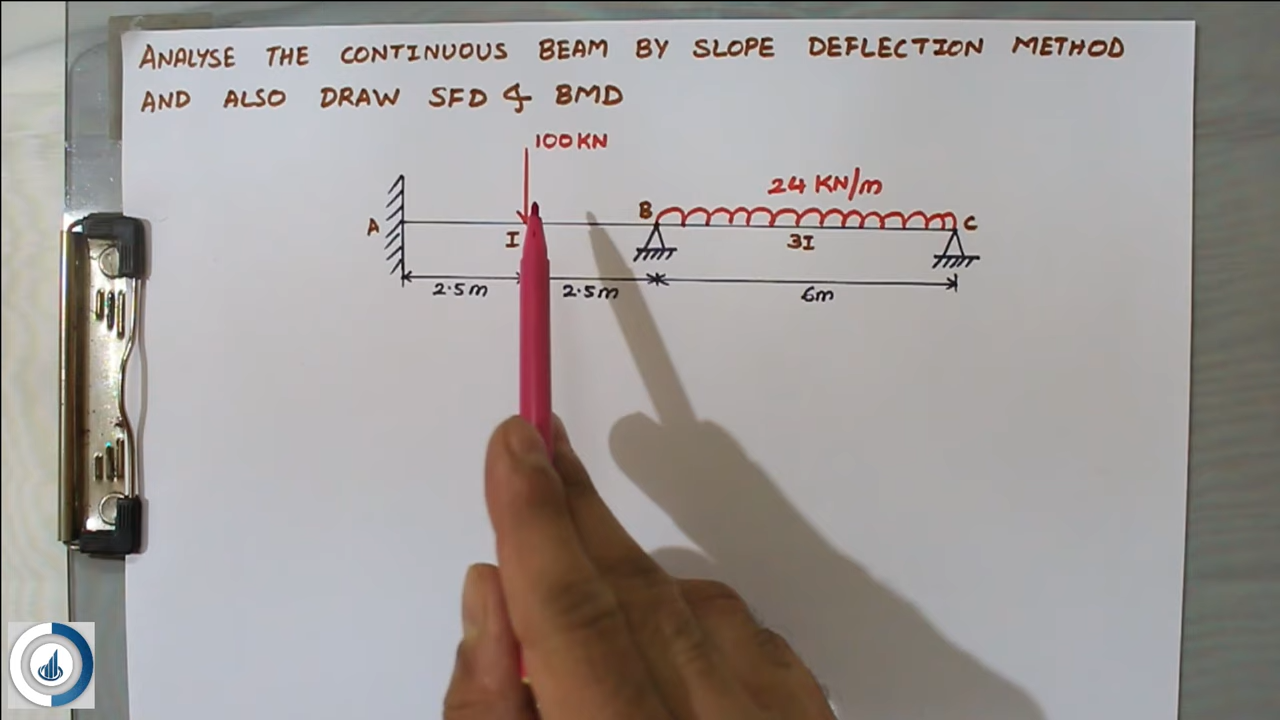 ANALYSE THE CONTINUOUS BEAM BY SLOPE DEFLECTION METHOD
AND ALSO DRAW SFD & BMD
100 KN
24 KN/m
A
B
C
I
3I
2.5m
2.5m
6m